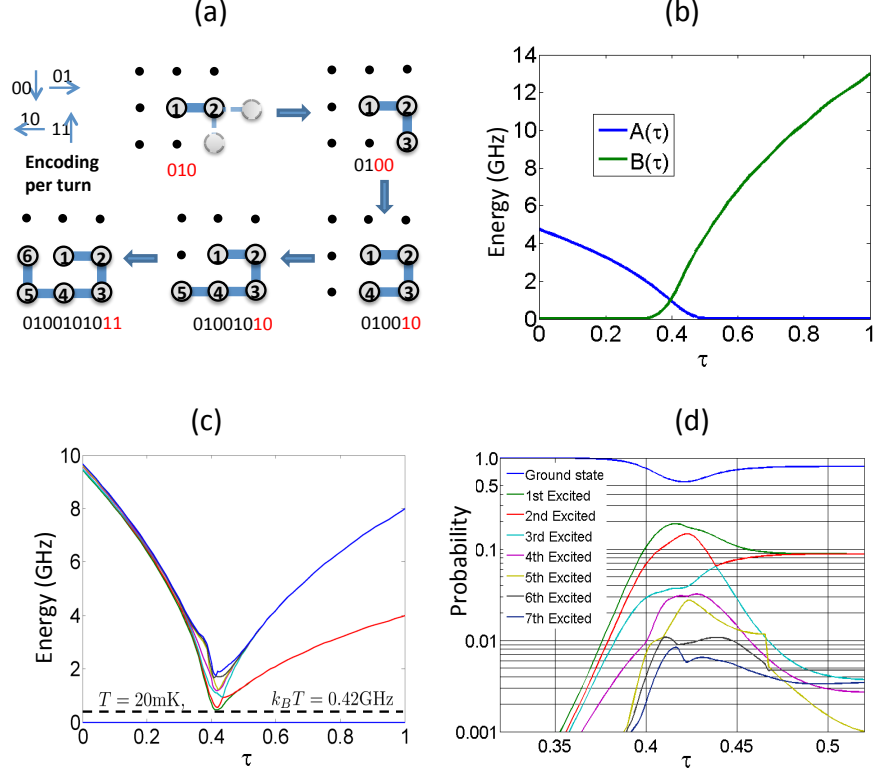 (a)
00 01
10 11
Encoding
per turn
1 2
010
1 2
3
0100
6 1 2
5 4 3
0100101011
1 2
5 4 3
01001010
1 2
4 3
010010
(b)
14
12
10
8
6
4
2
0
Energy (GHz)
A(τ)
B(τ)
0 0.2 0.4 0.6 0.8 1
τ
(c)
10
8
6
4
2
0
Energy (GHz)
T = 20mK, k_BT = 0.42GHz
0 0.2 0.4 0.6 0.8 1
τ
(d)
1.0
0.5
0.1
0.01
0.001
Probability
Ground state
1st Excited
2nd Excited
3rd Excited
4th Excited
5th Excited
6th Excited
7th Excited
0.35 0.4 0.45 0.5
τ